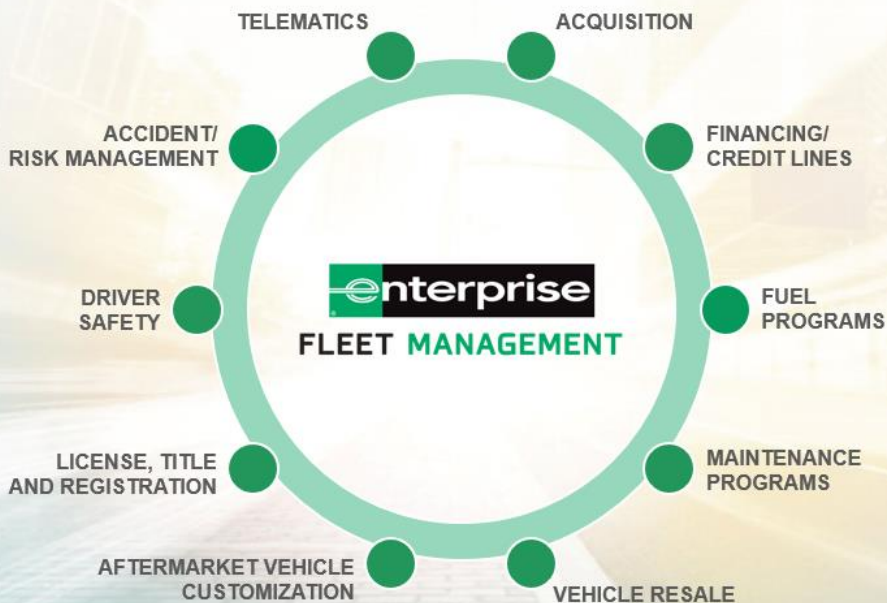 TELEMATICS
ACQUISITION
ACCIDENT/
RISK MANAGEMENT
FINANCING/
CREDIT LINES
enterprise
FLEET MANAGEMENT
DRIVER
SAFETY
FUEL
PROGRAMS
LICENSE, TITLE
AND REGISTRATION
MAINTENANCE
PROGRAMS
AFTERMARKET VEHICLE
CUSTOMIZATION
VEHICLE RESALE